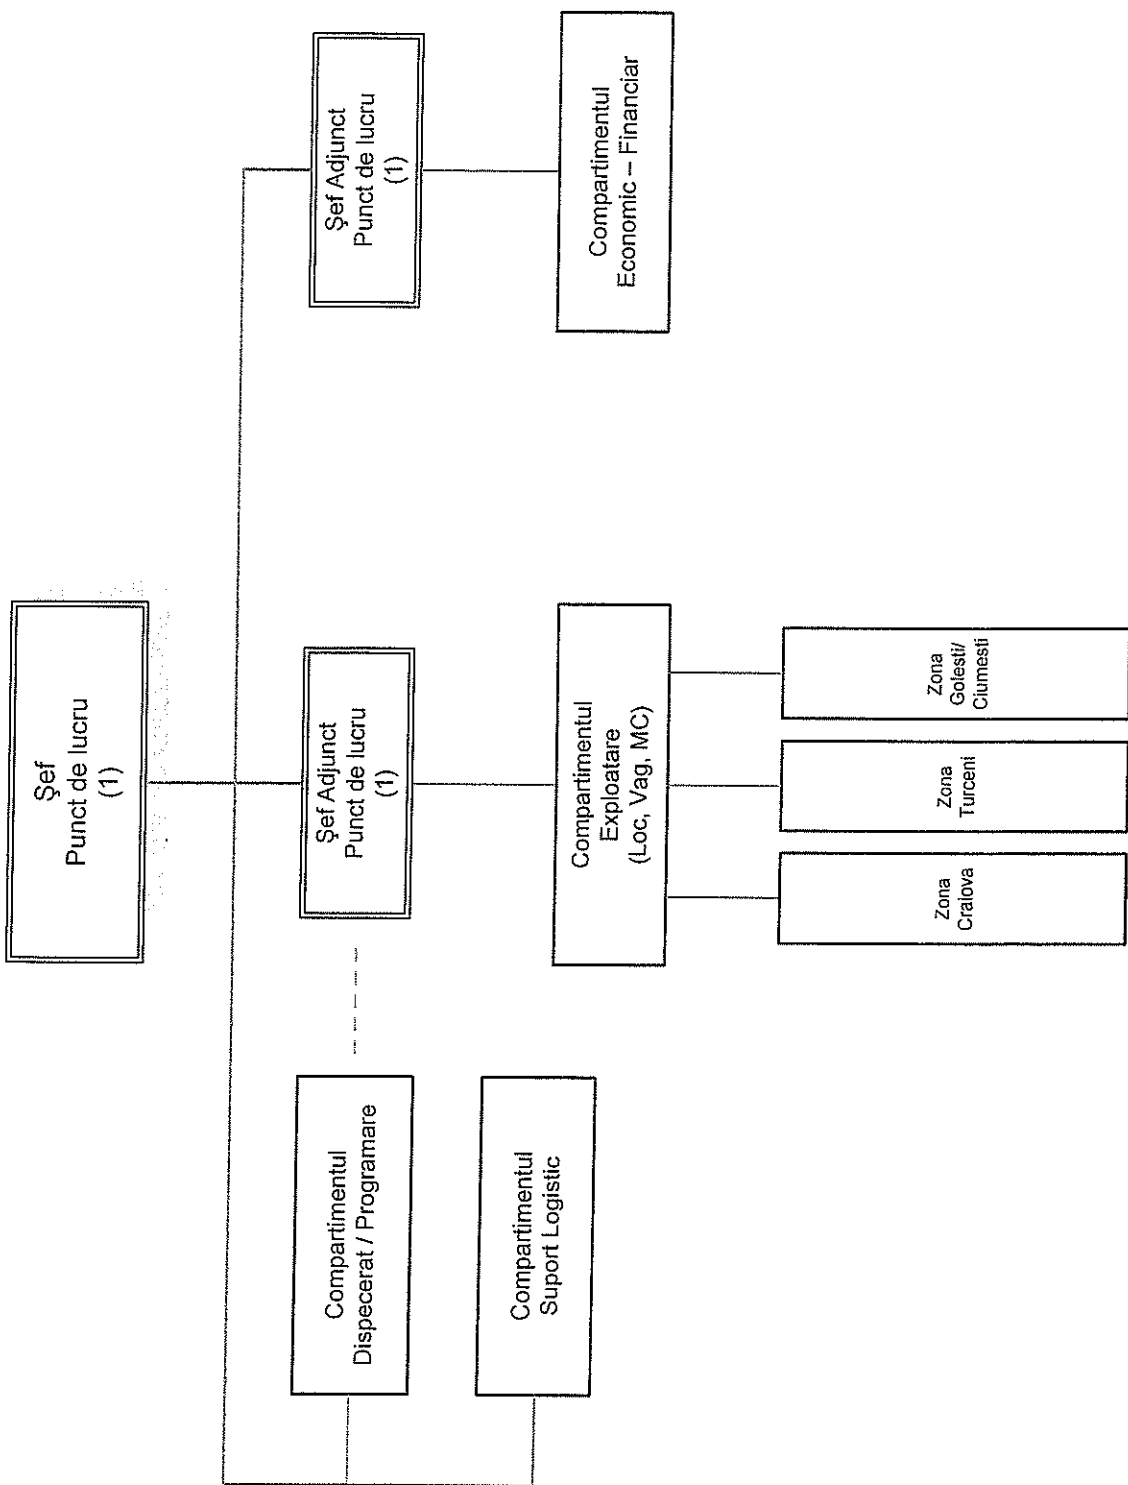 Şef
Punct de lucru
(1)
Compartimentul
Dispecerat / Programare
Şef Adjunct
Punct de lucru
(1)
Şef Adjunct
Punct de lucru
(1)
Compartimentul
Suport Logistic
Compartimentul
Exploatare
(Loc, Vag, MC)
Compartimentul
Economic – Financiar
Zona
Craiova
Zona
Turceni
Zona
Golesti/
Ciumesti